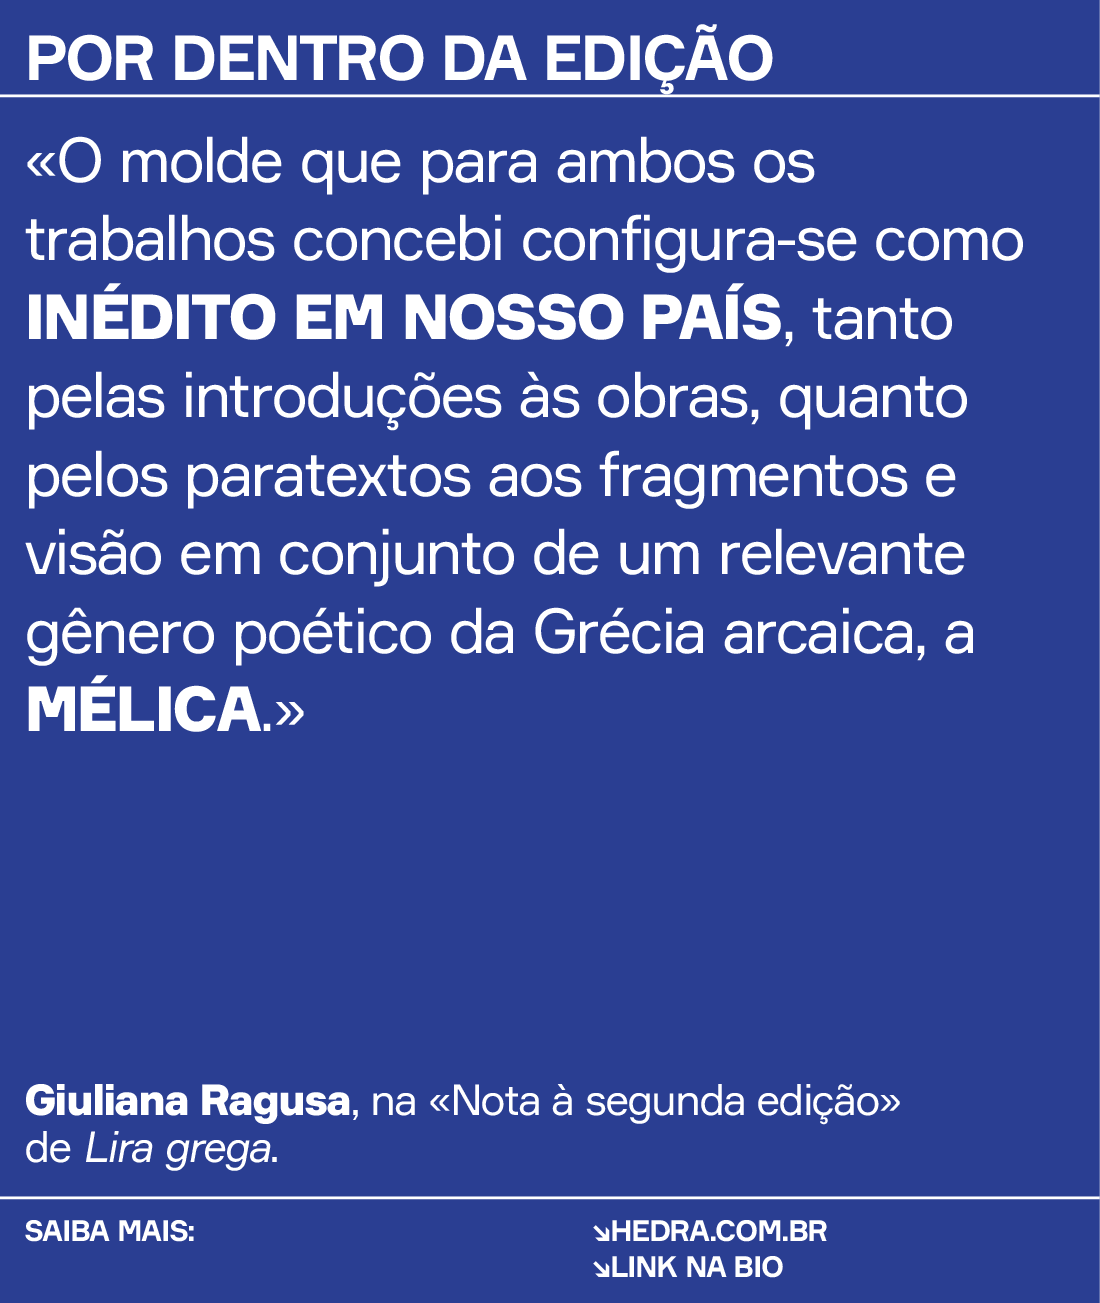 POR DENTRO DA EDIÇÃO
«O molde que para ambos os
trabalhos concebi configura-se como
INÉDITO EM NOSSO PAÍS, tanto
pelas introduções às obras, quanto
pelos paratextos aos fragmentos e
visão em conjunto de um relevante
gênero poético da Grécia arcaica, a
MÉLICA.»
Giuliana Ragusa, na «Nota à segunda edição»
de Lira grega.
SAIBA MAIS:
↘HEDRA.COM.BR
↘LINK NA BIO